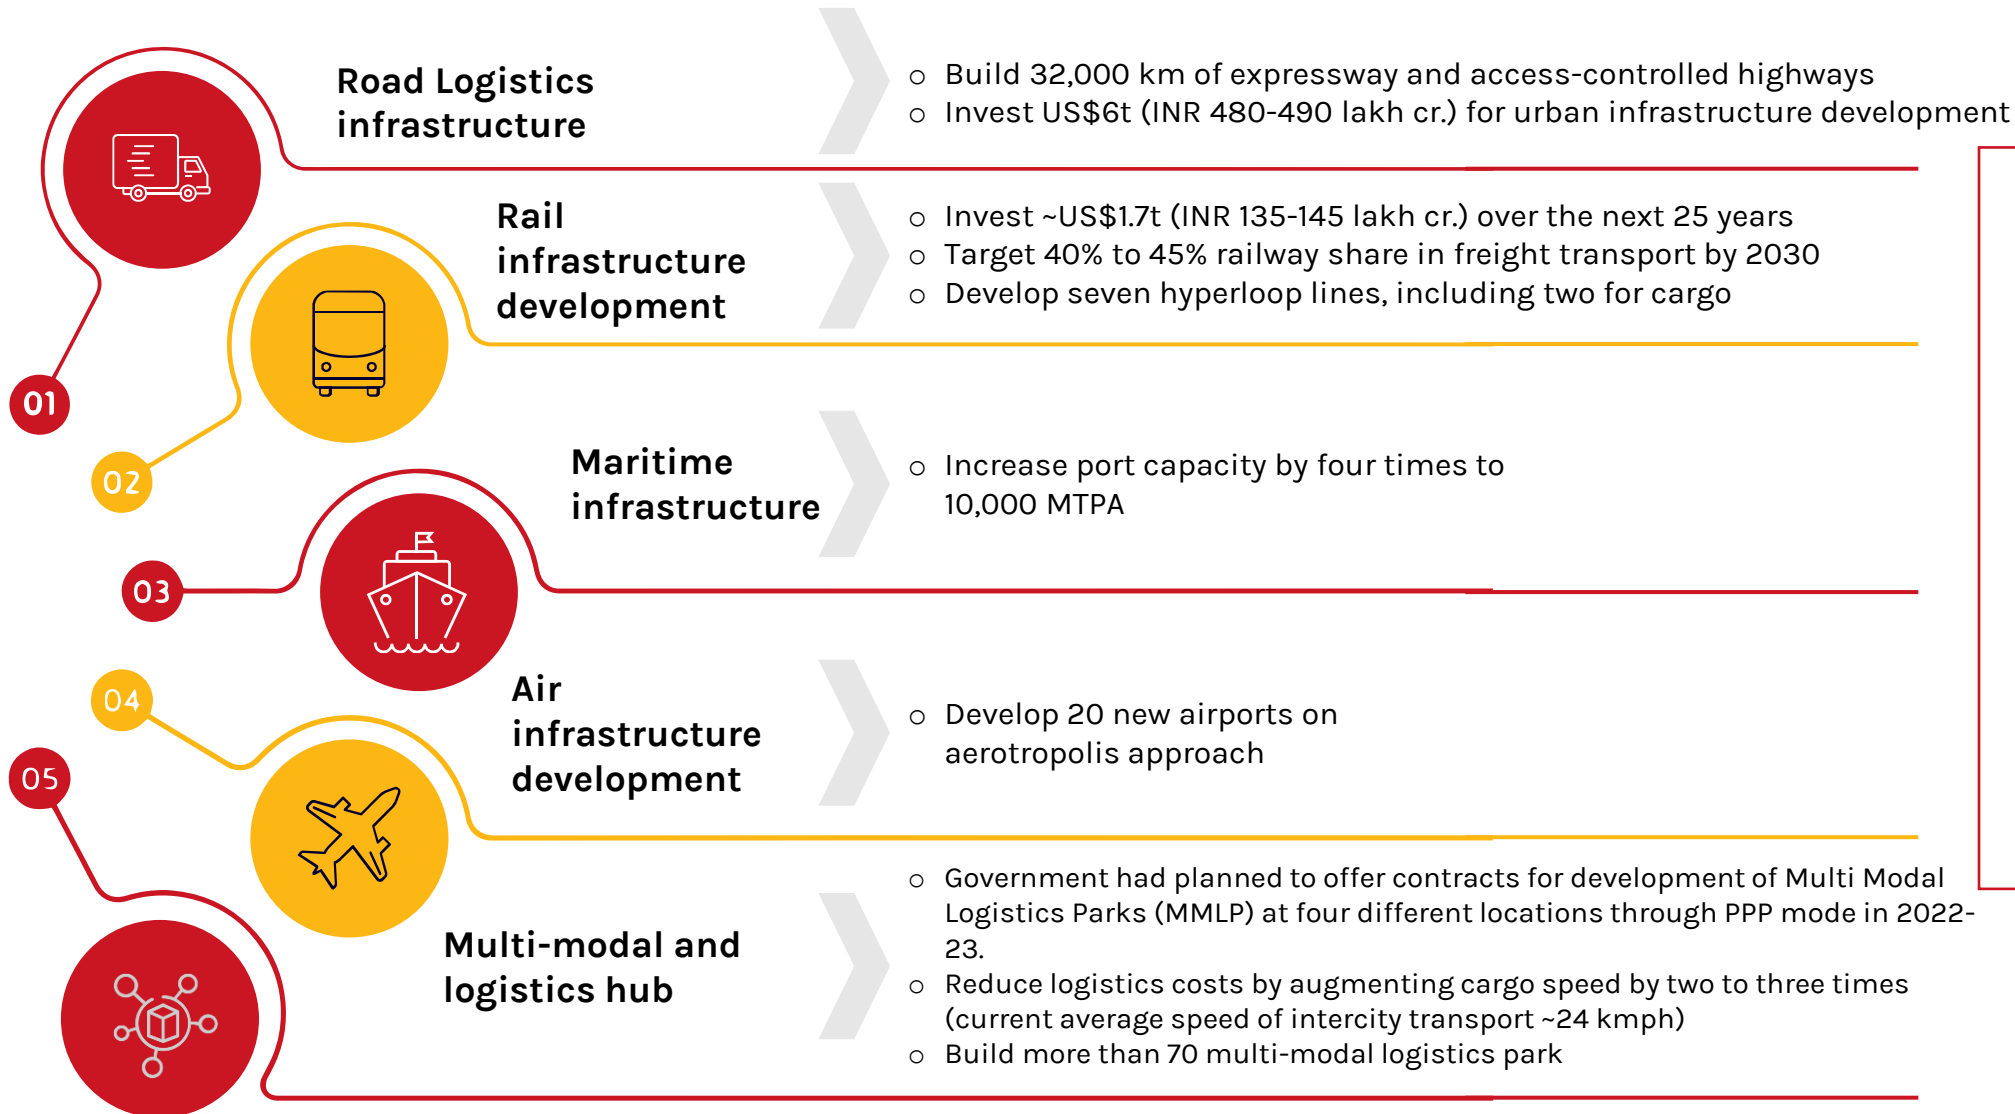 Road Logistics
infrastructure
○ Build 32,000 km of expressway and access-controlled highways
○ Invest US$6t (INR 480-490 lakh cr.) for urban infrastructure development
01
Rail
infrastructure
development
○ Invest ~US$1.7t (INR 135-145 lakh cr.) over the next 25 years
○ Target 40% to 45% railway share in freight transport by 2030
○ Develop seven hyperloop lines, including two for cargo
02
Maritime
infrastructure
○ Increase port capacity by four times to
10,000 MTPA
03
Air
infrastructure
development
○ Develop 20 new airports on
aerotropolis approach
04
05
Multi-modal and
logistics hub
○ Government had planned to offer contracts for development of Multi Modal
Logistics Parks (MMLP) at four different locations through PPP mode in 2022-
23.
○ Reduce logistics costs by augmenting cargo speed by two to three times
(current average speed of intercity transport ~24 kmph)
○ Build more than 70 multi-modal logistics park